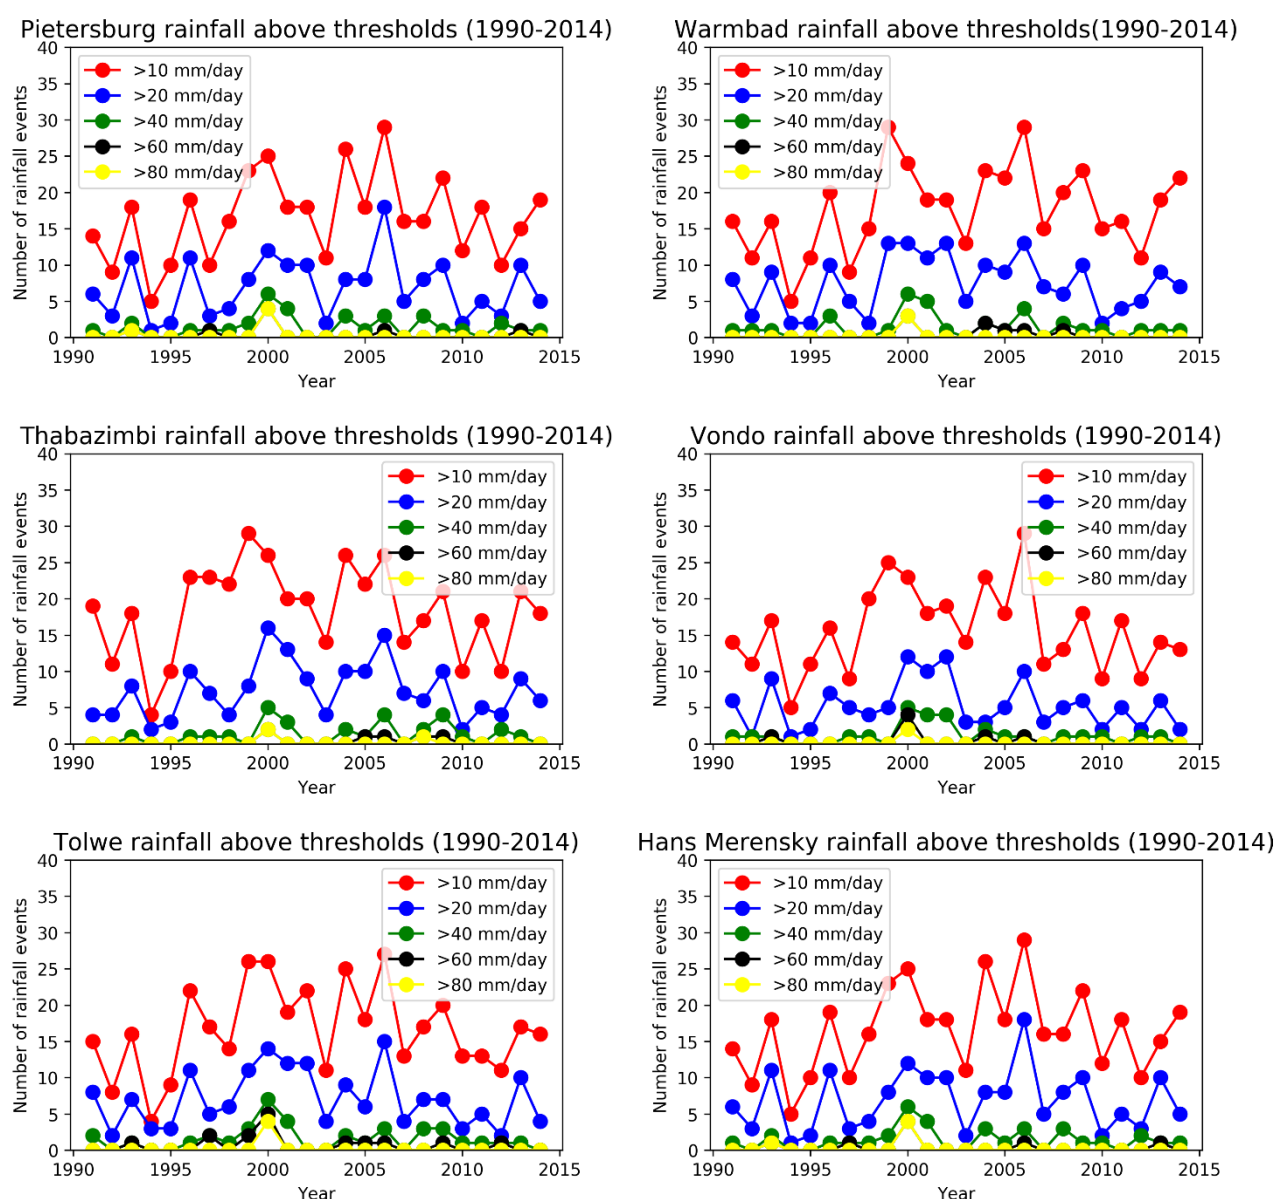 Pietersburg rainfall above thresholds (1990-2014)
40
35
30
25
20
15
10
5
0
Number of rainfall events
>10 mm/day
>20 mm/day
>40 mm/day
>60 mm/day
>80 mm/day
1990 1995 2000 2005 2010 2015
Year
Warmbad rainfall above thresholds(1990-2014)
40
35
30
25
20
15
10
5
0
Number of rainfall events
>10 mm/day
>20 mm/day
>40 mm/day
>60 mm/day
>80 mm/day
1990 1995 2000 2005 2010 2015
Year
Thabazimbi rainfall above thresholds (1990-2014)
40
35
30
25
20
15
10
5
0
Number of rainfall events
>10 mm/day
>20 mm/day
>40 mm/day
>60 mm/day
>80 mm/day
1990 1995 2000 2005 2010 2015
Year
Vondo rainfall above thresholds (1990-2014)
40
35
30
25
20
15
10
5
0
Number of rainfall events
>10 mm/day
>20 mm/day
>40 mm/day
>60 mm/day
>80 mm/day
1990 1995 2000 2005 2010 2015
Year
Tolwe rainfall above thresholds (1990-2014)
40
35
30
25
20
15
10
5
0
Number of rainfall events
>10 mm/day
>20 mm/day
>40 mm/day
>60 mm/day
>80 mm/day
1990 1995 2000 2005 2010 2015
Year
Hans Merensky rainfall above thresholds (1990-2014)
40
35
30
25
20
15
10
5
0
Number of rainfall events
>10 mm/day
>20 mm/day
>40 mm/day
>60 mm/day
>80 mm/day
1990 1995 2000 2005 2010 2015
Year